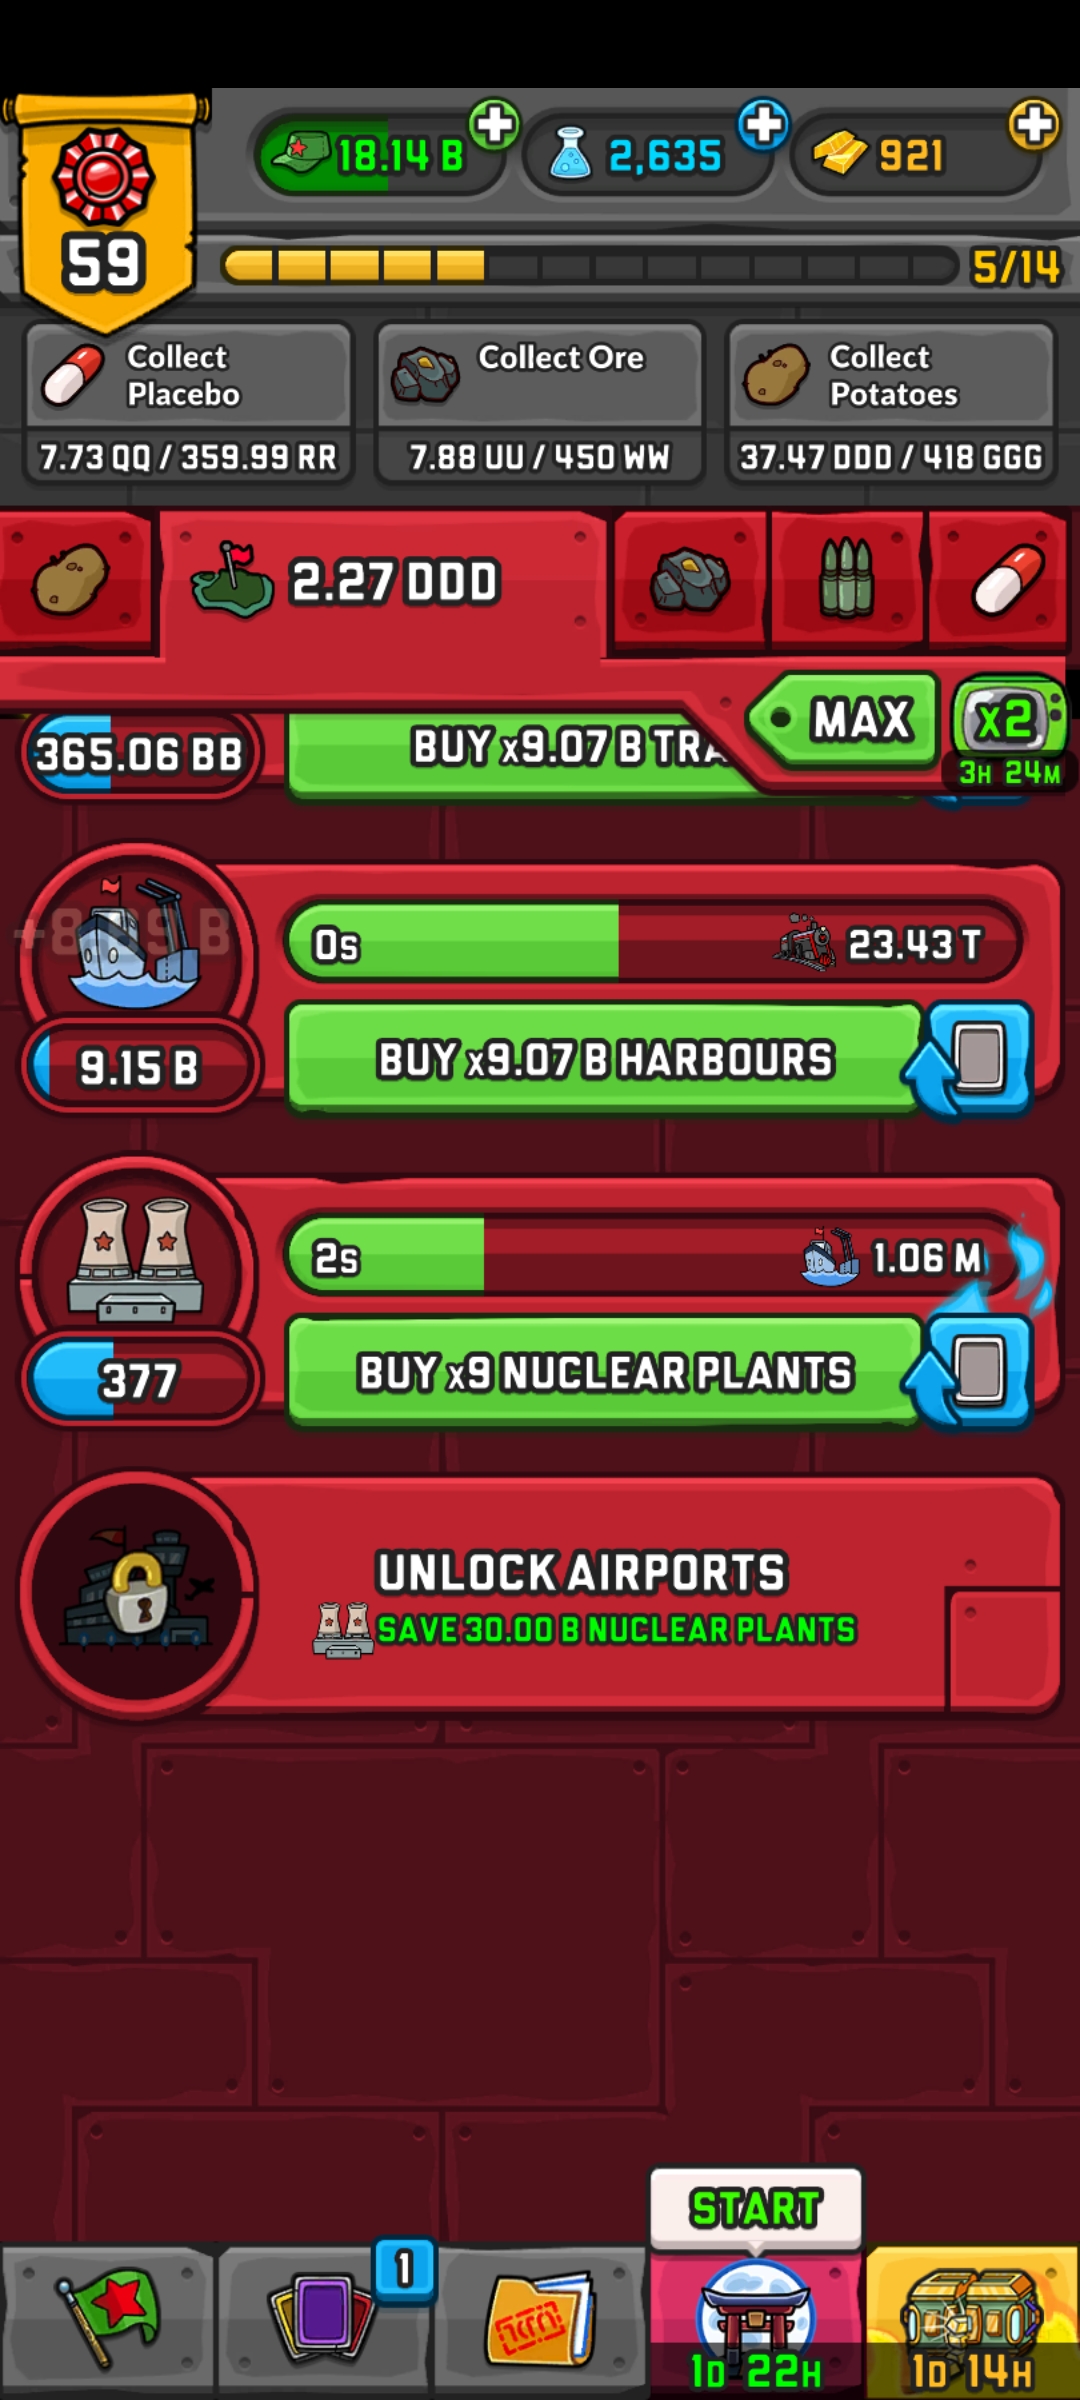 18.14 B
2,635
921
59
5/14
Collect
Placebo
7.73 QQ / 359.99 RR
Collect Ore
7.88 UU / 450 WW
Collect
Potatoes
37.47 DDD / 418 GGG
2.27 DDD
MAX
x2
3H 24M
365.06 BB
BUY x9.07 B
0s
23.43 T
9.15 B
BUY x9.07 B HARBOURS
2s
1.06 M
377
BUY x9 NUCLEAR PLANTS
UNLOCK AIRPORTS
SAVE 30.00 B NUCLEAR PLANTS
START
1
1D 22H
1D 14H